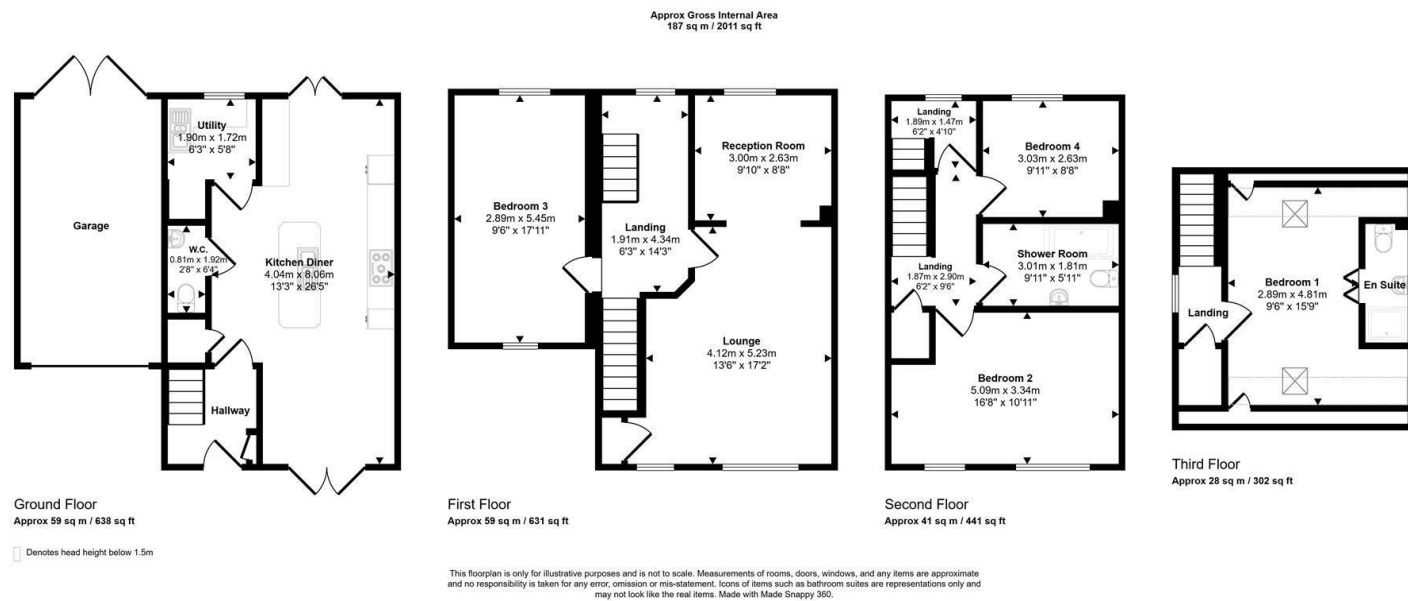 Approx Gross Internal Area
187 sq m / 2011 sq ft
Garage
Utility
1.90m x 1.72m
6'3" x 5'8"
W.C.
0.81m x 1.92m
2'8" x 6'4"
Kitchen Diner
4.04m x 8.06m
13'3" x 26'5"
Hallway
Ground Floor
Approx 59 sq m / 638 sq ft
Denotes head height below 1.5m
Bedroom 3
2.89m x 5.45m
9'6" x 17'11"
Landing
1.91m x 4.34m
6'3" x 14'3"
Reception Room
3.00m x 2.63m
9'10" x 8'8"
Lounge
4.12m x 5.23m
13'6" x 17'2"
First Floor
Approx 59 sq m / 631 sq ft
Landing
1.89m x 1.47m
6'2" x 4'10"
Bedroom 4
3.03m x 2.63m
9'11" x 8'8"
Landing
1.87m x 2.90m
6'2" x 9'6"
Shower Room
3.01m x 1.81m
9'11" x 5'11"
Bedroom 2
5.09m x 3.34m
16'8" x 10'11"
Second Floor
Approx 41 sq m / 441 sq ft
Landing
Bedroom 1
2.89m x 4.81m
9'6" x 15'9"
En Suite
Third Floor
Approx 28 sq m / 302 sq ft
This floorplan is only for illustrative purposes and is not to scale. Measurements of rooms, doors, windows, and any items are approximate
and no responsibility is taken for any error, omission or mis-statement. Icons of items such as bathroom suites are representations only and
may not look like the real items. Made with Made Snappy 360.